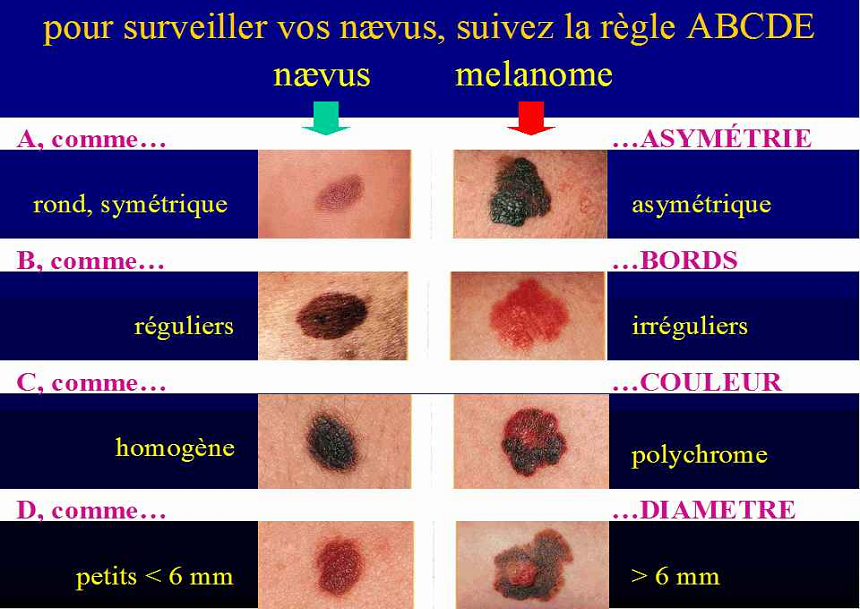 pour surveiller vos nævus, suivez la règle ABCDE
nævus melanome
A, comme… …ASYMÉTRIE
rond, symétrique asymétrique
B, comme… …BORDS
réguliers irréguliers
C, comme… …COULEUR
homogène polychrome
D, comme… …DIAMETRE
petits < 6 mm > 6 mm